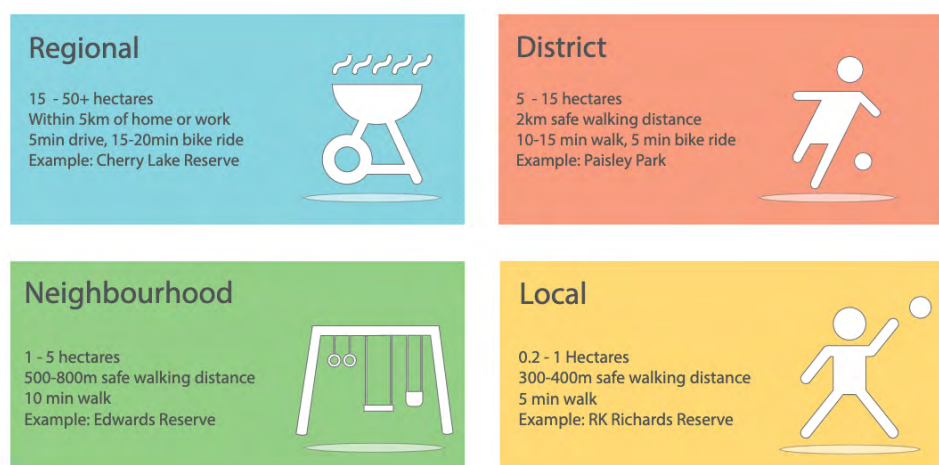 Regional
15 - 50+ hectares
Within 5km of home or work
5min drive, 15-20min bike ride
Example: Cherry Lake Reserve
District
5 - 15 hectares
2km safe walking distance
10-15 min walk, 5 min bike ride
Example: Paisley Park
Neighbourhood
1 - 5 hectares
500-800m safe walking distance
10 min walk
Example: Edwards Reserve
Local
0.2 - 1 Hectares
300-400m safe walking distance
5 min walk
Example: RK Richards Reserve